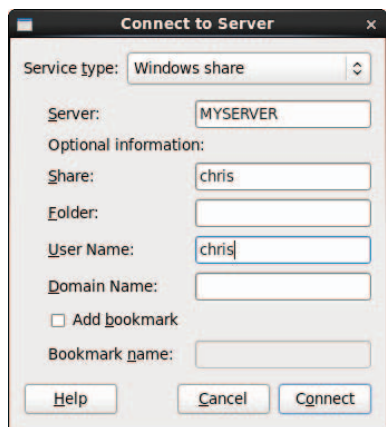 Connect to Server
Service type: Windows share
Server: MYSERVER
Optional information:
Share: chris
Folder:
User Name: chris
Domain Name:
Add bookmark
Bookmark name:
Help Cancel Connect